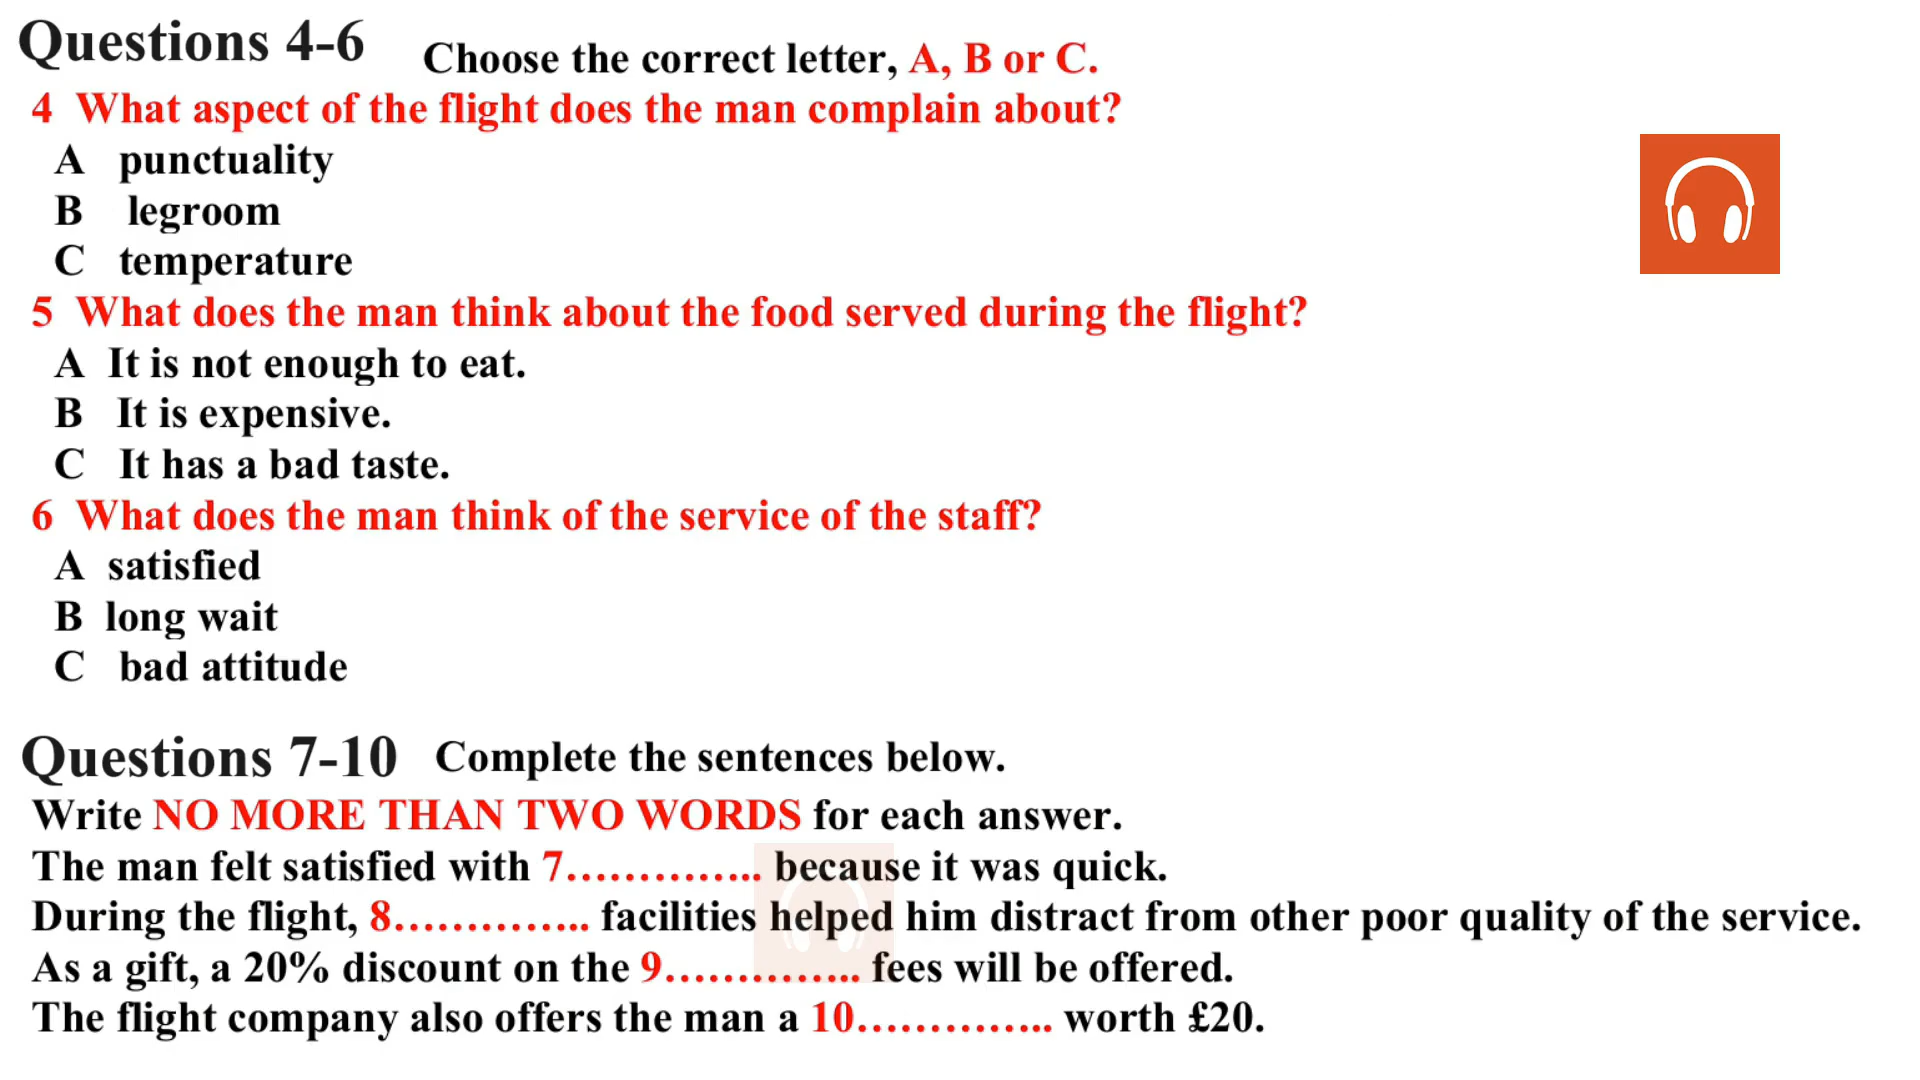 Questions 4-6 Choose the correct letter, A, B or C.
4 What aspect of the flight does the man complain about?
A punctuality
B legroom
C temperature
5 What does the man think about the food served during the flight?
A It is not enough to eat.
B It is expensive.
C It has a bad taste.
6 What does the man think of the service of the staff?
A satisfied
B long wait
C bad attitude
Questions 7-10 Complete the sentences below.
Write NO MORE THAN TWO WORDS for each answer.
The man felt satisfied with 7………….. because it was quick.
During the flight, 8………….. facilities helped him distract from other poor quality of the service.
As a gift, a 20% discount on the 9………….. fees will be offered.
The flight company also offers the man a 10………….. worth £20.